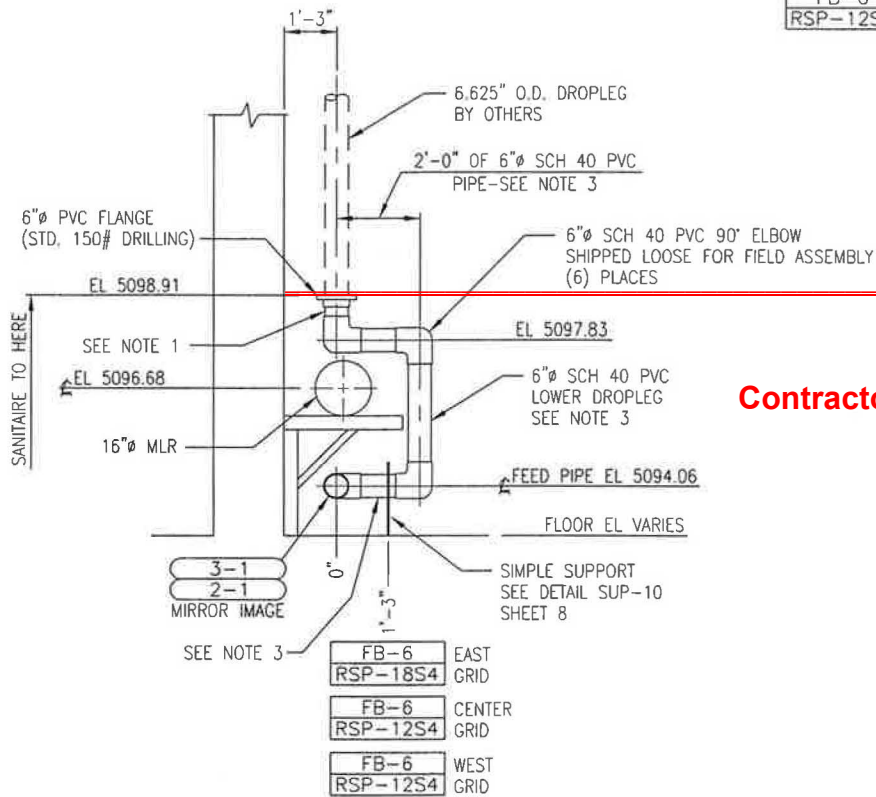 FB-6
RSP-12S
1'-3"
6.625" O.D. DROPLEG
BY OTHERS
2'-0" OF 6"ø SCH 40 PVC
PIPE-SEE NOTE 3
6"ø PVC FLANGE
(STD. 150# DRILLING)
6"ø SCH 40 PVC 90° ELBOW
SHIPPED LOOSE FOR FIELD ASSEMBLY
(6) PLACES
EL 5098.91
SANITAIRE TO HERE
SEE NOTE 1
EL 5097.83
EL 5096.68
6"ø SCH 40 PVC
LOWER DROPLEG
SEE NOTE 3
Contracto
16"ø MLR
FEED PIPE EL 5094.06
FLOOR EL VARIES
3-1
2-1
MIRROR IMAGE
0"
1'-3"
SIMPLE SUPPORT
SEE DETAIL SUP-10
SHEET 8
SEE NOTE 3
FB-6 EAST
RSP-18S4 GRID
FB-6 CENTER
RSP-12S4 GRID
FB-6 WEST
RSP-12S4 GRID